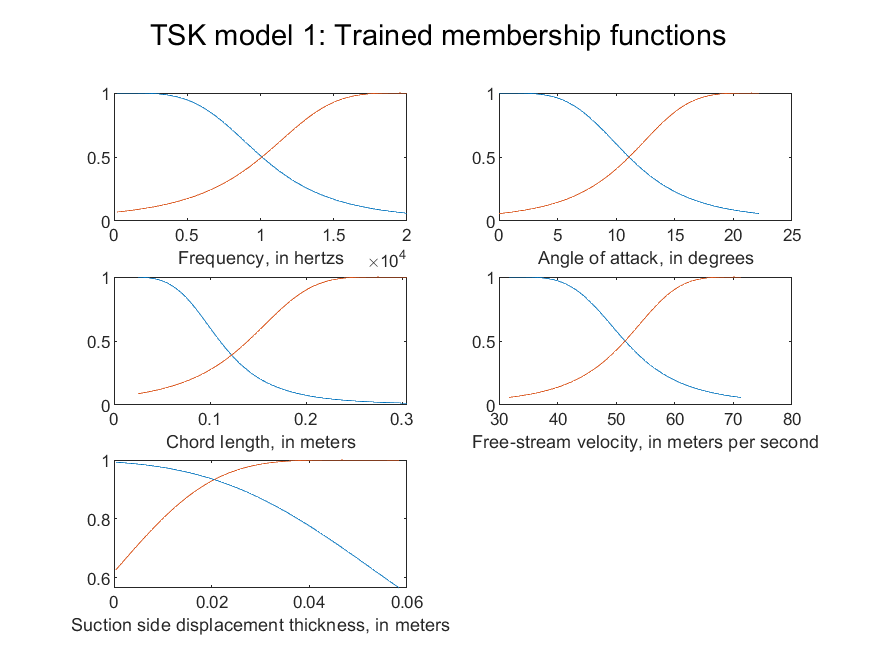 TSK model 1: Trained membership functions
1
0.5
0
0 0.5 1 1.5 2
×10⁴
Frequency, in hertzs
1
0.5
0
0 5 10 15 20 25
Angle of attack, in degrees
1
0.5
0
0 0.1 0.2 0.3
Chord length, in meters
1
0.5
0
30 40 50 60 70 80
Free-stream velocity, in meters per second
1
0.8
0.6
0 0.02 0.04 0.06
Suction side displacement thickness, in meters